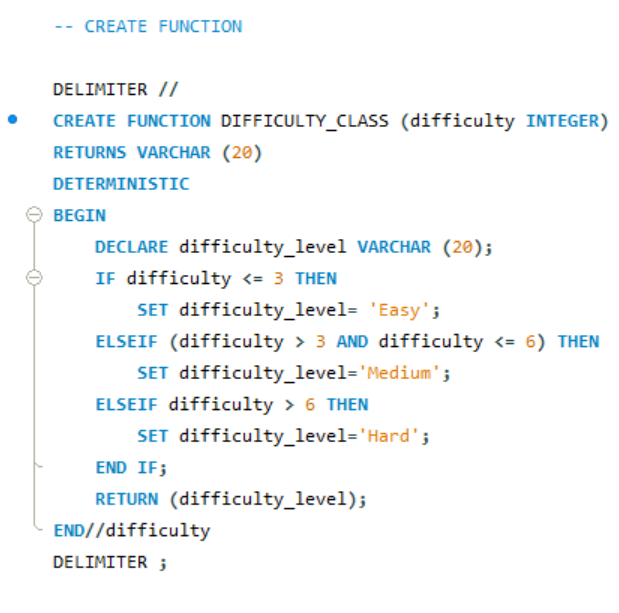 -- CREATE FUNCTION
DELIMITER //
CREATE FUNCTION DIFFICULTY_CLASS (difficulty INTEGER)
RETURNS VARCHAR (20)
DETERMINISTIC
BEGIN
DECLARE difficulty_level VARCHAR (20);
IF difficulty <= 3 THEN
SET difficulty_level= 'Easy';
ELSEIF (difficulty > 3 AND difficulty <= 6) THEN
SET difficulty_level='Medium';
ELSEIF difficulty > 6 THEN
SET difficulty_level='Hard';
END IF;
RETURN (difficulty_level);
END//difficulty
DELIMITER ;